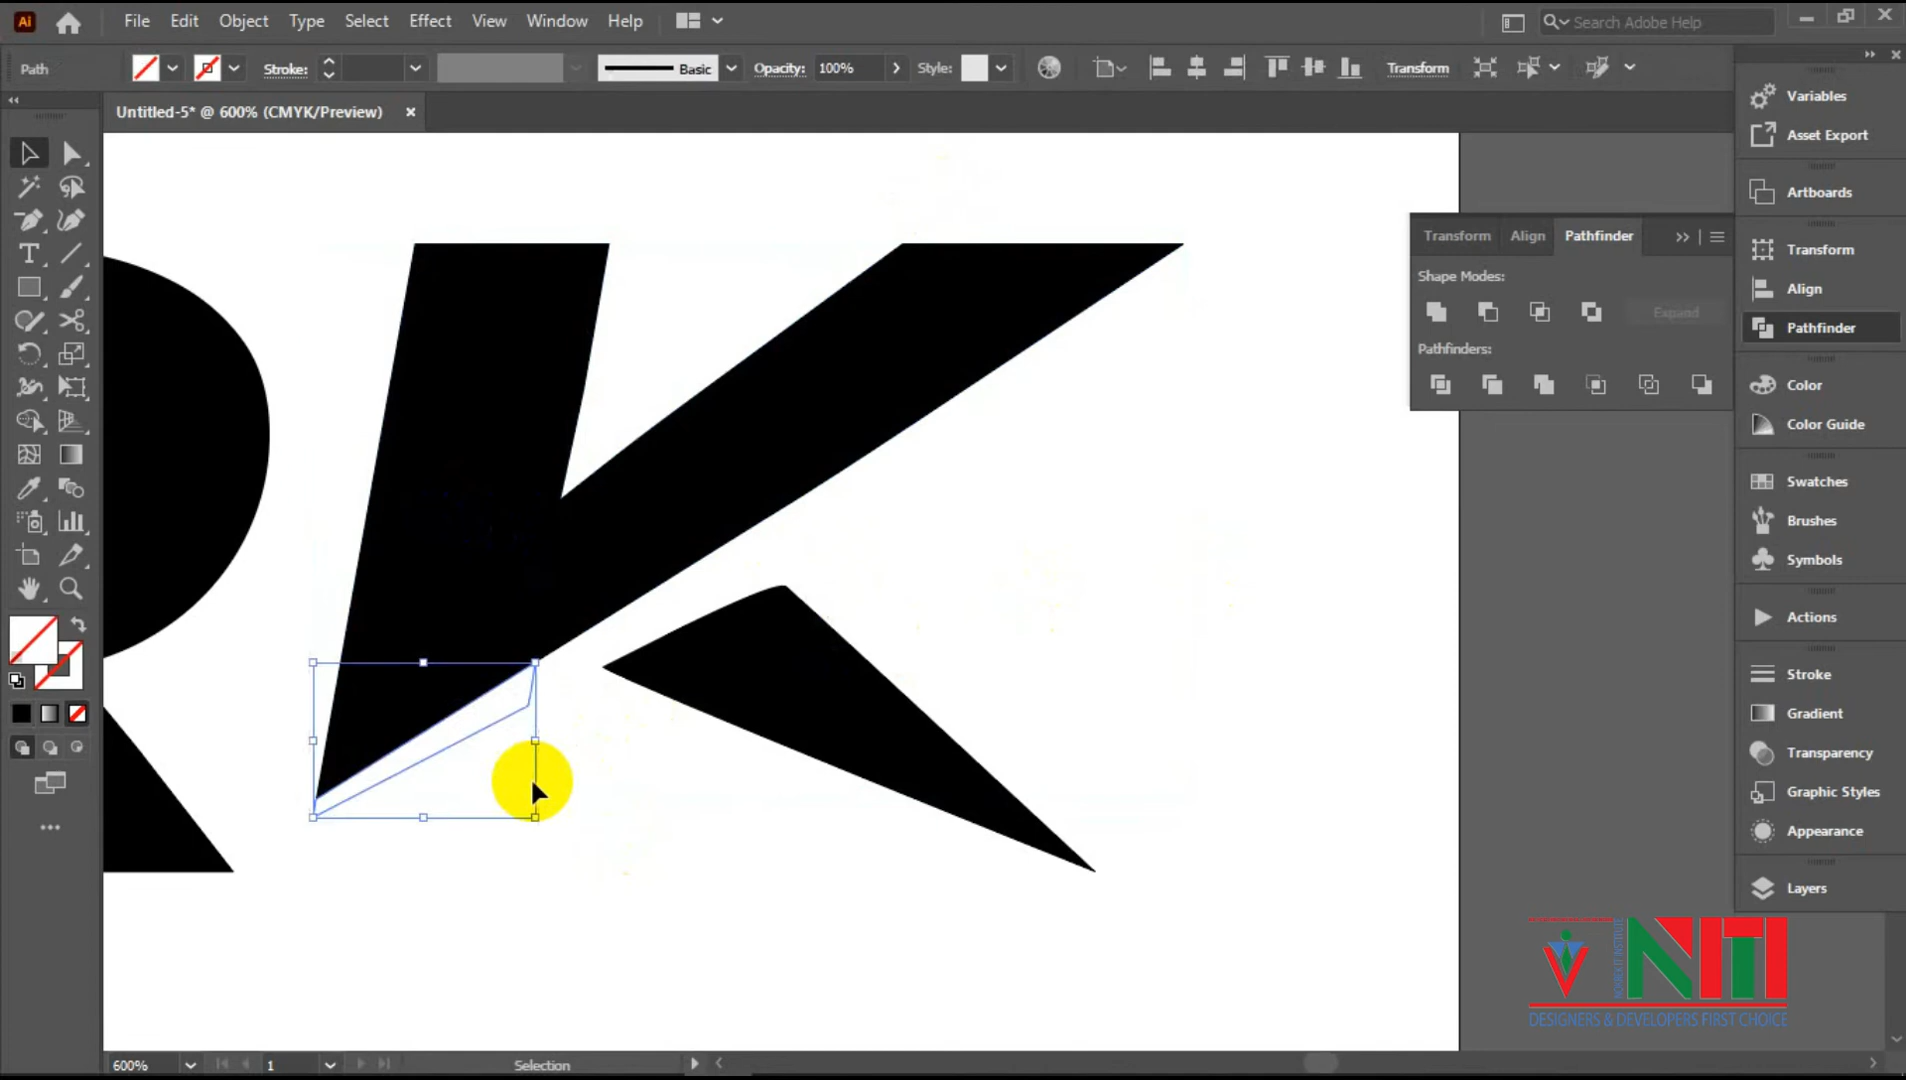 Ai File Edit Object Type Select Effect View Window Help Search Adobe Help
Path Stroke: Basic Opacity: 100% Style: Transform
Untitled-5* @ 600% (CMYK/Preview)
Variables
Asset Export
Artboards
Transform
Align
Pathfinder
Color
Color Guide
Swatches
Brushes
Symbols
Actions
Stroke
Gradient
Transparency
Graphic Styles
Appearance
Layers
Transform Align Pathfinder
Shape Modes:
Expand
Pathfinders:
K
NITI
DESIGNERS & DEVELOPERS FIRST CHOICE
600% 1 Selection